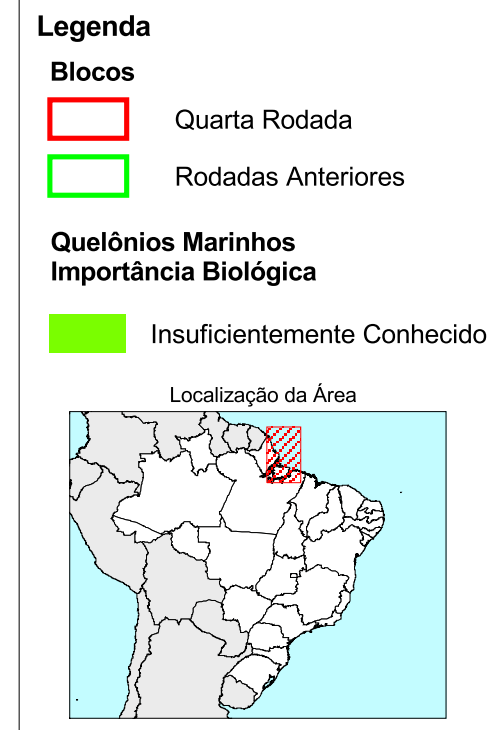 Legenda
Blocos
Quarta Rodada
Rodadas Anteriores
Quelônios Marinhos
Importância Biológica
Insuficientemente Conhecido
Localização da Área